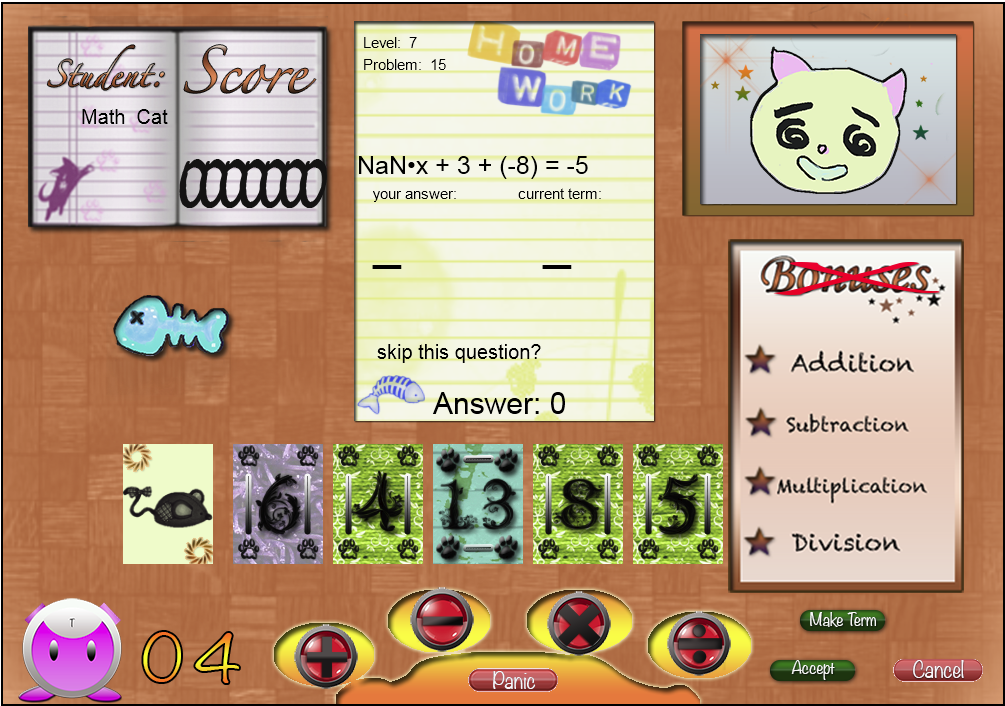 Student:
Score
Math Cat
000000
Level: 7
Problem: 15
HOME
WORK
NaN•x + 3 + (-8) = -5
your answer:
current term:
_
_
skip this question?
Answer: 0
Bonuses
Addition
Subtraction
Multiplication
Division
6
4
13
8
5
T
04
+
−
×
÷
Panic
Make Term
Accept
Cancel